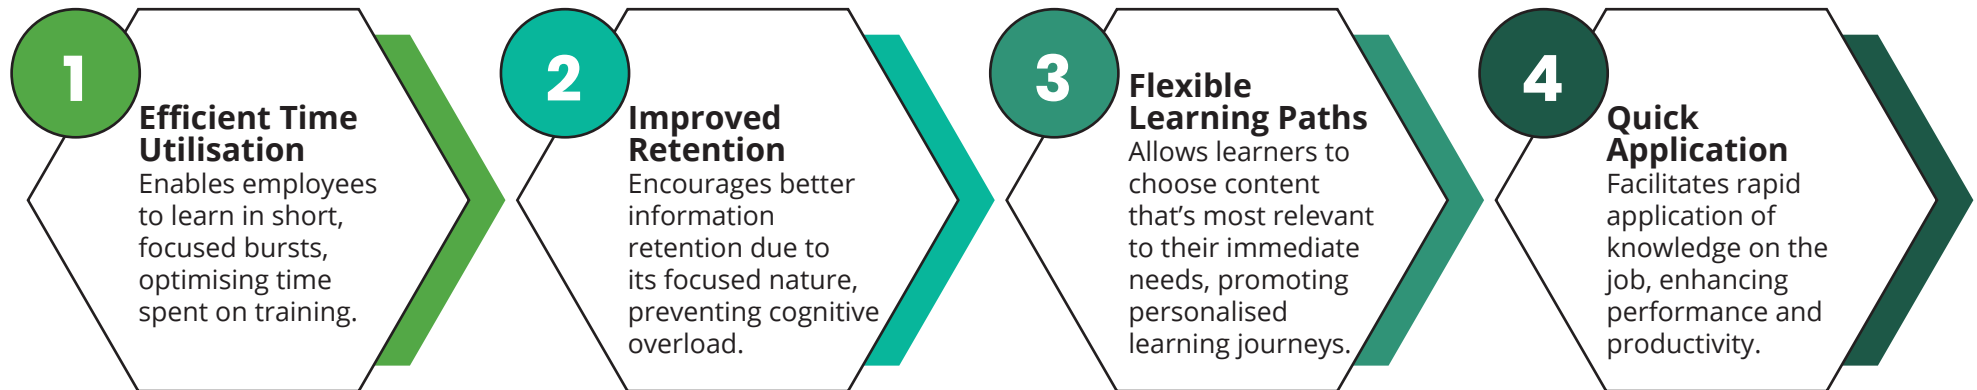 1
Efficient Time
Utilisation
Enables employees
to learn in short,
focused bursts,
optimising time
spent on training.
2
Improved
Retention
Encourages better
information
retention due to
its focused nature,
preventing cognitive
overload.
3
Flexible
Learning Paths
Allows learners to
choose content
that’s most relevant
to their immediate
needs, promoting
personalised
learning journeys.
4
Quick
Application
Facilitates rapid
application of
knowledge on the
job, enhancing
performance and
productivity.